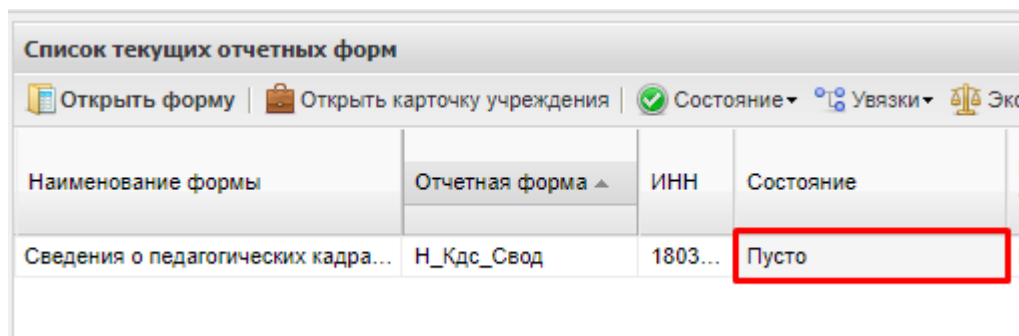 Список текущих отчетных форм
Открыть форму Открыть карточку учреждения Состояние Увязки
Наименование формы Отчетная форма ИНН Состояние
Сведения о педагогических кадра... Н_Кдс_Свод 1803... Пусто